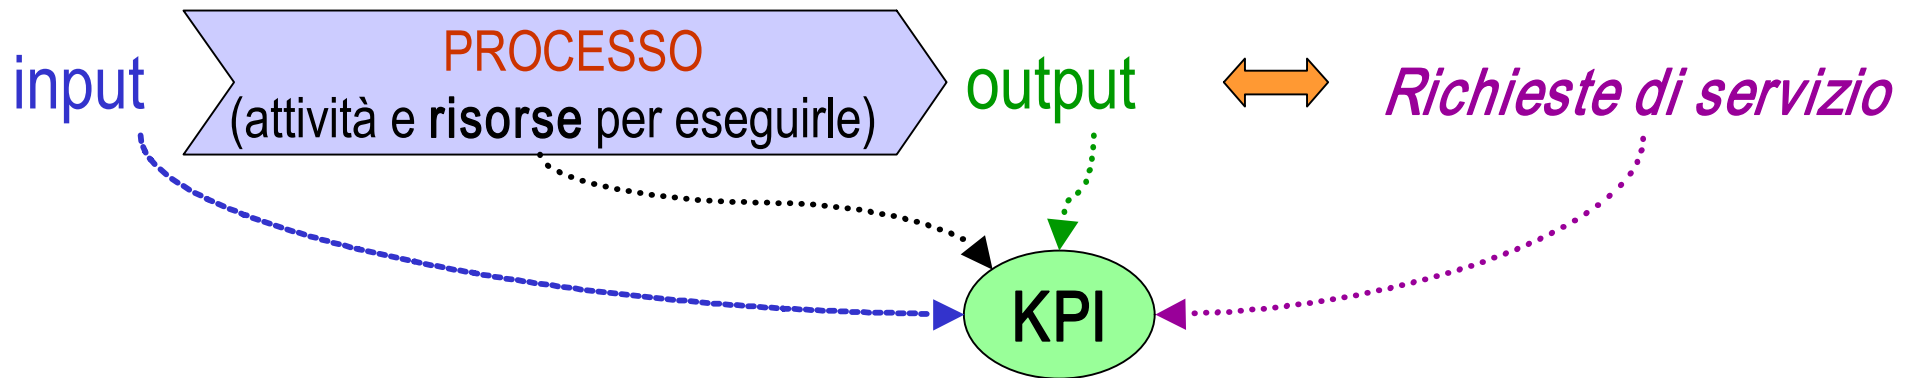 input
PROCESSO
(attività e risorse per eseguirle)
output
Richieste di servizio
KPI